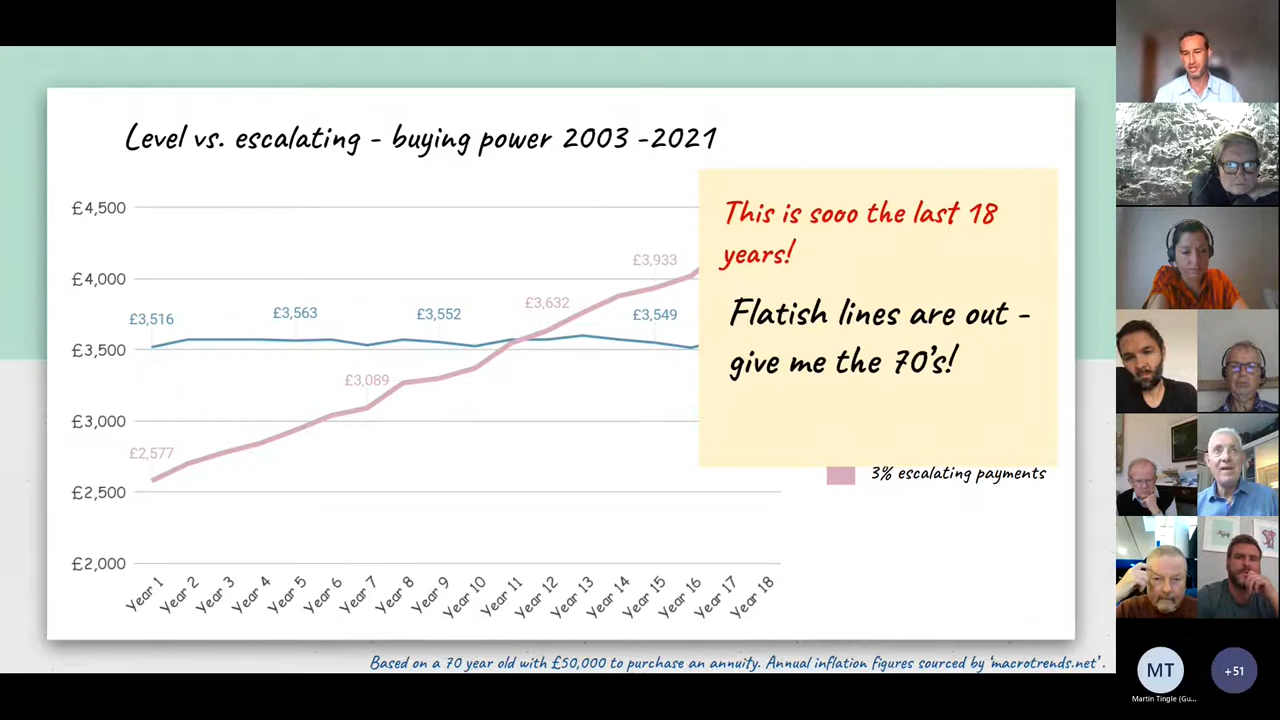 Level vs. escalating - buying power 2003 -2021
This is sooo the last 18
years!
Flatish lines are out -
give me the 70's!
£4,500
£4,000
£3,500
£3,000
£2,500
£2,000
£3,516
£3,563
£3,552
£3,549
£2,577
£3,089
£3,632
£3,933
3% escalating payments
Year 1
Year 2
Year 3
Year 4
Year 5
Year 6
Year 7
Year 8
Year 9
Year 10
Year 11
Year 12
Year 13
Year 14
Year 15
Year 16
Year 17
Year 18
Based on a 70 year old with £50,000 to purchase an annuity. Annual inflation figures sourced by 'macrotrends.net'.
MT
+51
Martin Tingle (Gu...